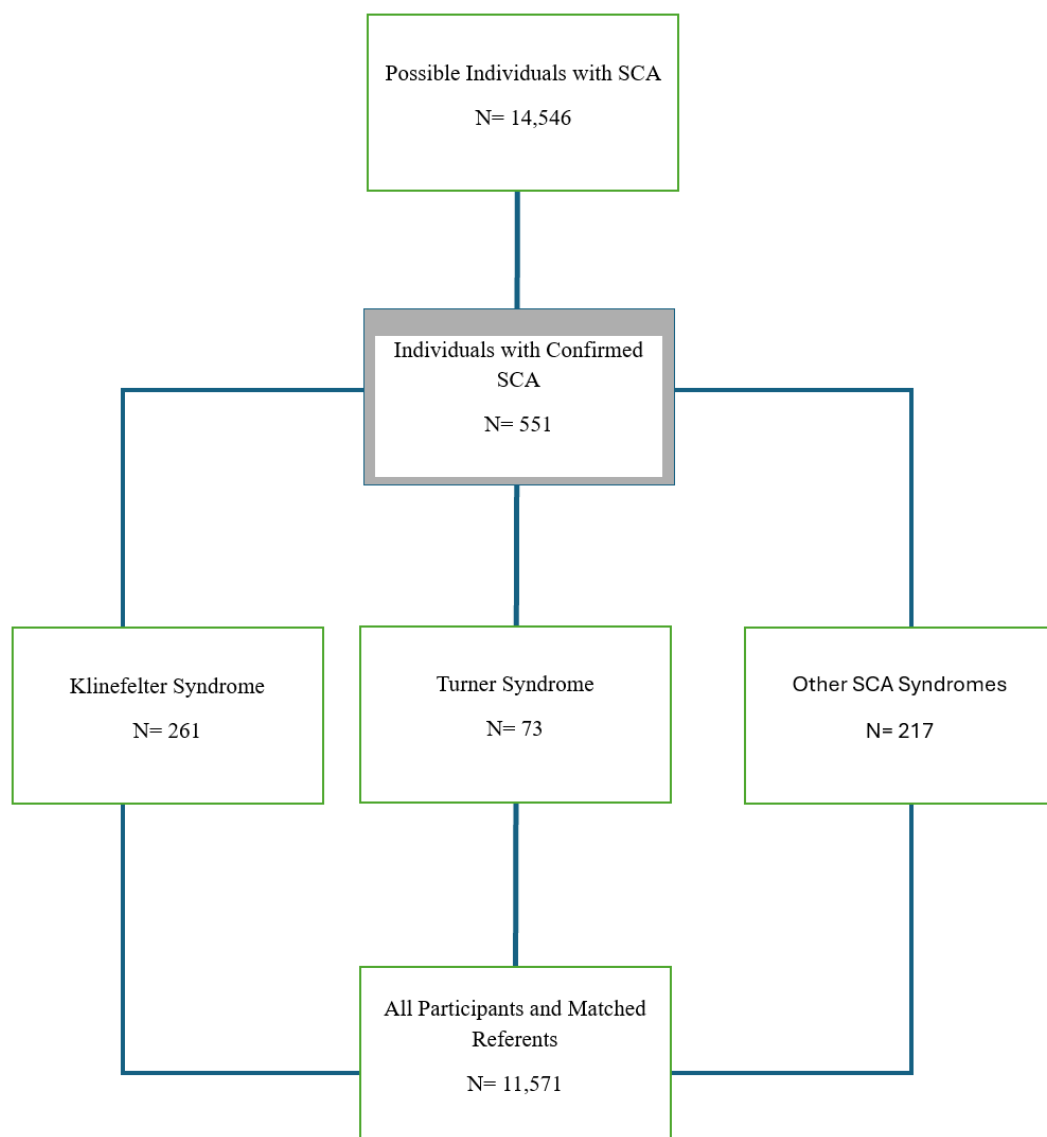 Possible Individuals with SCA
N= 14,546
Individuals with Confirmed
SCA
N= 551
Klinefelter Syndrome
N= 261
Turner Syndrome
N= 73
Other SCA Syndromes
N= 217
All Participants and Matched
Referents
N= 11,571